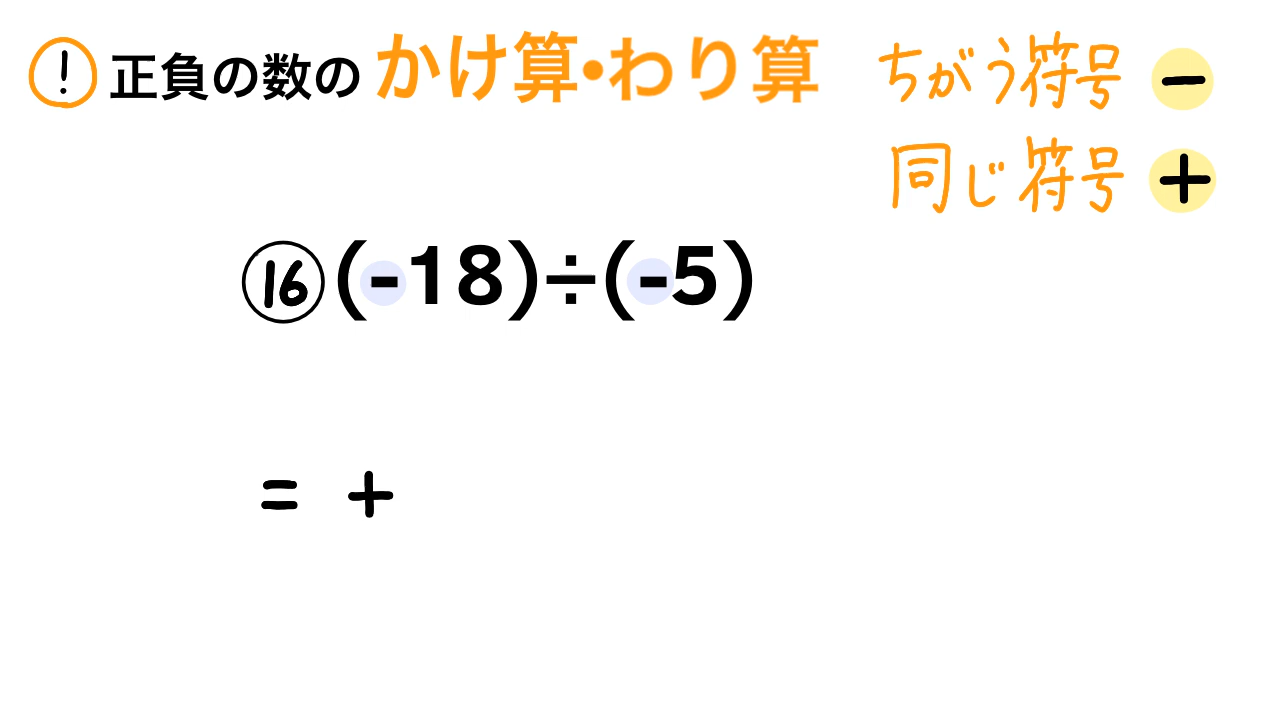 ! 正負の数の かけ算・わり算 ちがう符号 −
同じ符号 +
⑯(-18)÷(-5)
= +